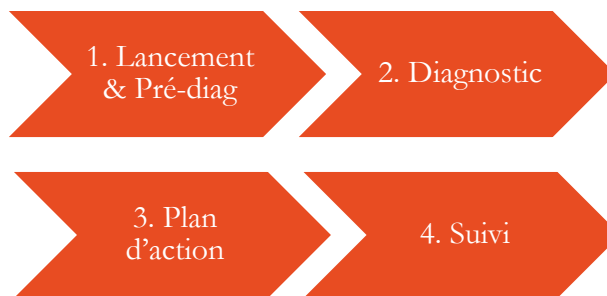 1. Lancement
& Pré-diag
2. Diagnostic
3. Plan
d’action
4. Suivi